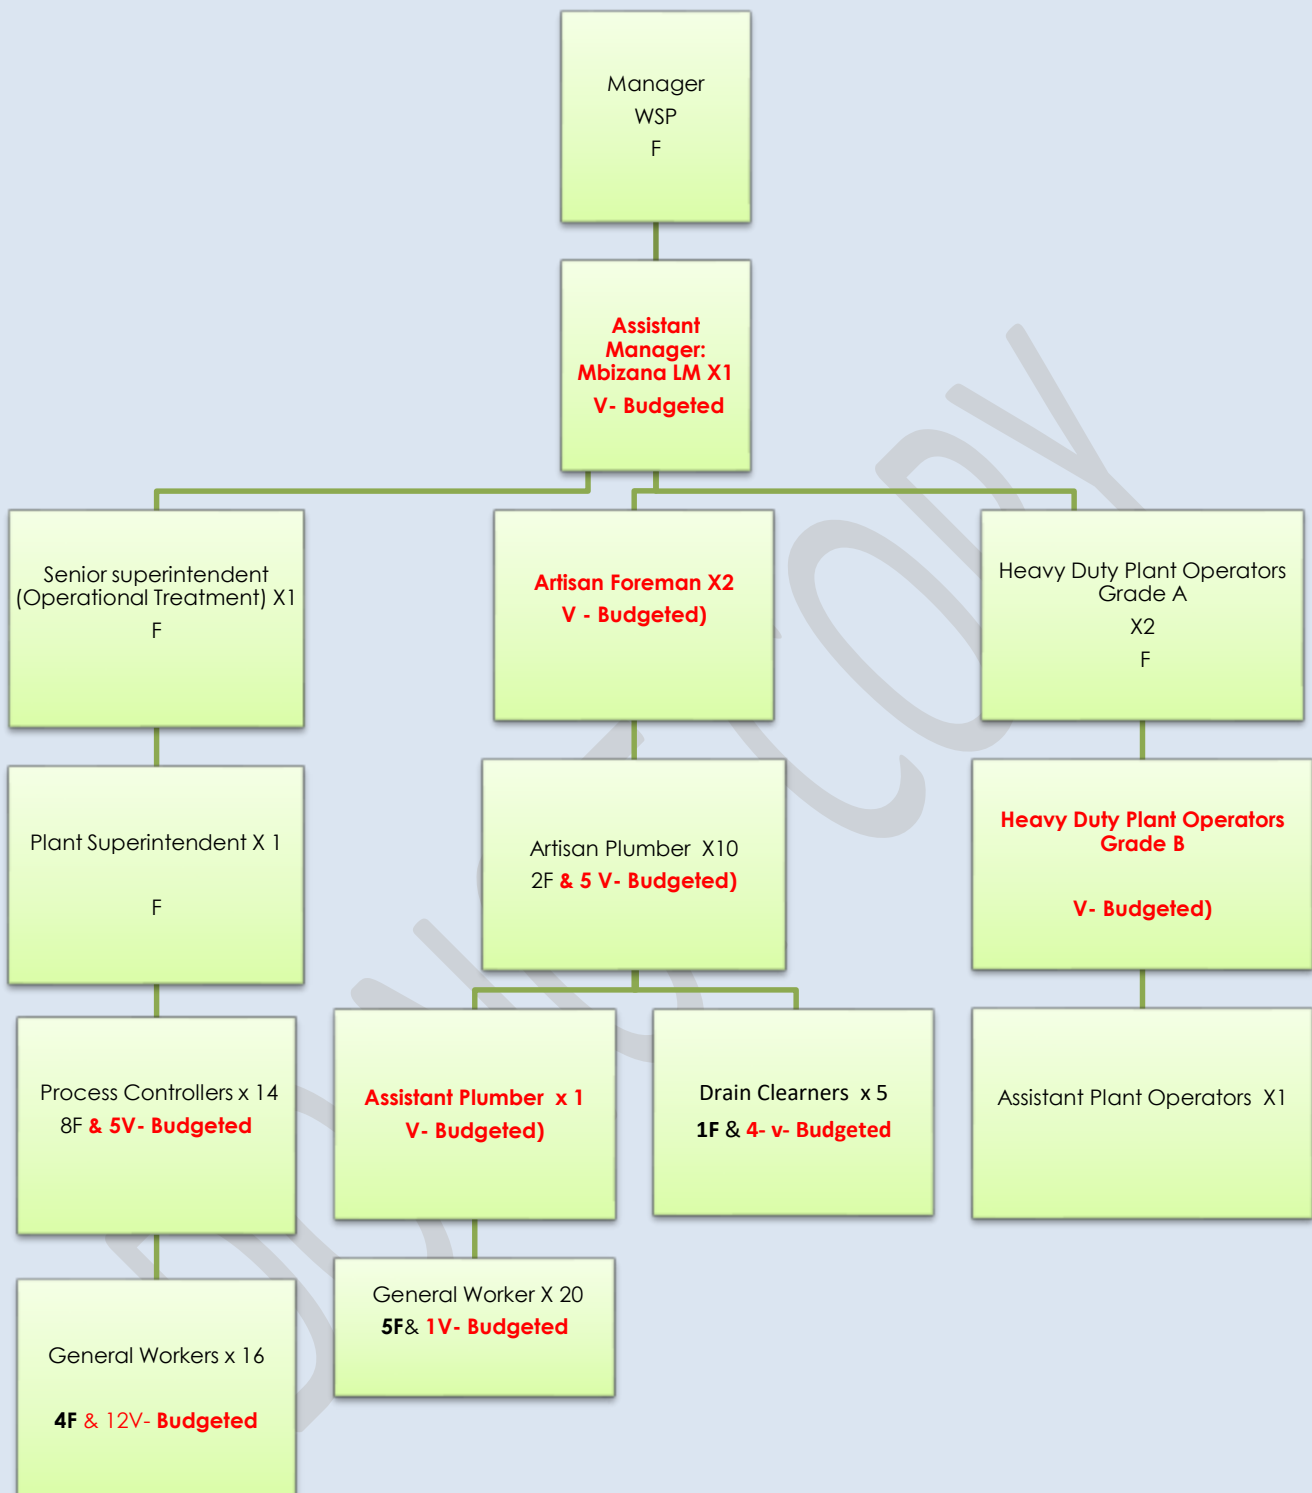 Manager
WSP
F
Assistant
Manager:
Mbizana LM X1
V- Budgeted
Senior superintendent
(Operational Treatment) X1
F
Artisan Foreman X2
V - Budgeted)
Heavy Duty Plant Operators
Grade A
X2
F
Plant Superintendent X 1
F
Artisan Plumber X10
2F & 5 V- Budgeted)
Heavy Duty Plant Operators
Grade B
V- Budgeted)
Process Controllers x 14
8F & 5V- Budgeted
Assistant Plumber x 1
V- Budgeted)
Drain Clearners x 5
1F & 4- v- Budgeted
Assistant Plant Operators X1
General Workers x 16
4F & 12V- Budgeted
General Worker X 20
5F& 1V- Budgeted
DO NOT COPY